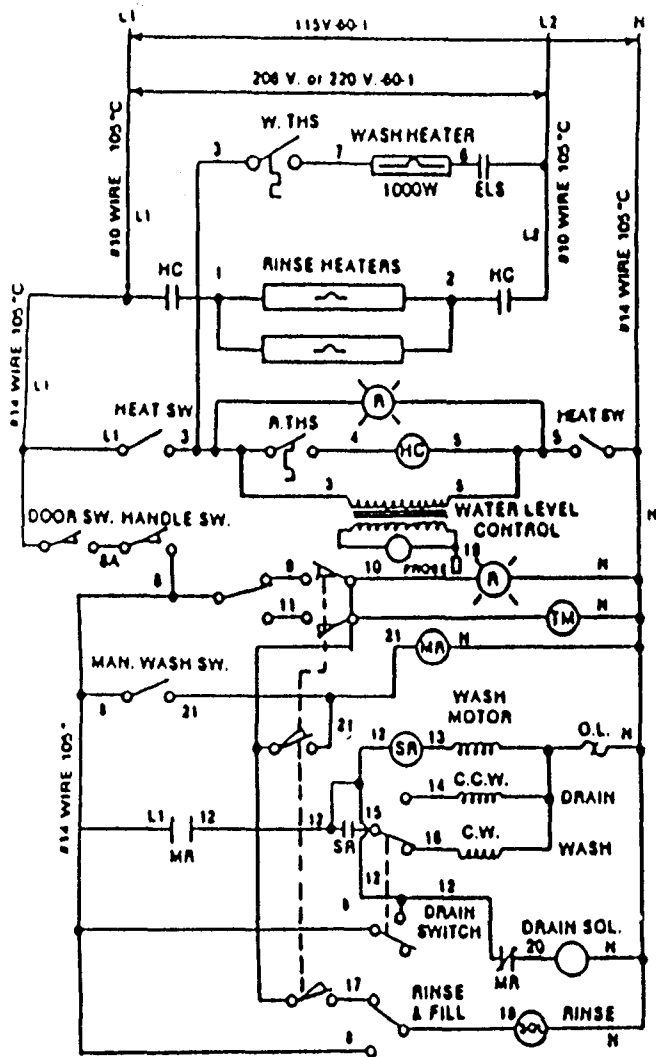 L1 L2 N
115V-60-1
208 V. or 220 V.-60-1
#10 WIRE 105°C
W. THS WASH HEATER
3 7 6
1000W ELS
L1 L2
#10 WIRE 105°C
#14 WIRE 105°C
HC 1 RINSE HEATERS 2 HC
#14 WIRE 105°C
L1
R
HEAT SW. R.THS HEAT SW
L1 3 4 HC 5 5
3 5
WATER LEVEL
CONTROL
N
DOOR SW. HANDLE SW.
8A
8 9 10 PROBE 19 R N
11 TM N
21 MR N
MAN. WASH SW.
8 21
21
WASH
MOTOR
12 SR 13 O.L. N
14 C.C.W. DRAIN
#14 WIRE 105°
L1 12 12 15 C.W.
MR SR 16 WASH
12 12
DRAIN
SWITCH
DRAIN SOL.
20 N
MR
17 RINSE
& FILL 18 RINSE
N
8